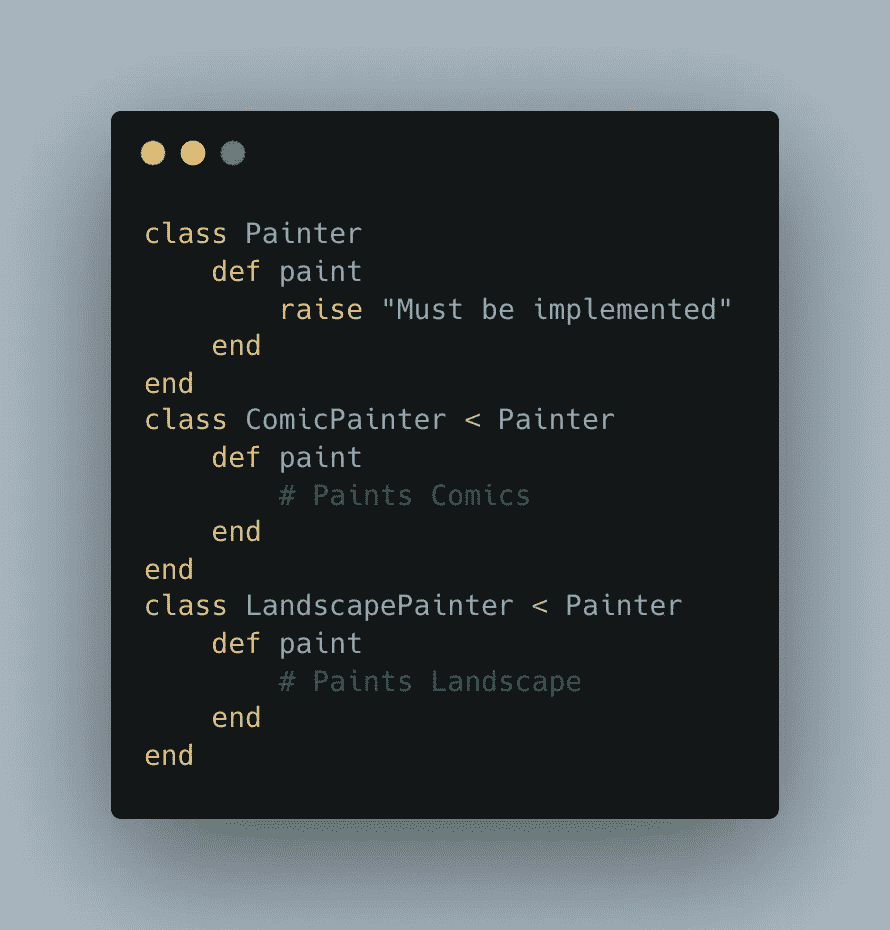 class Painter
    def paint
        raise "Must be implemented"
    end
end
class ComicPainter < Painter
    def paint
        # Paints Comics
    end
end
class LandscapePainter < Painter
    def paint
        # Paints Landscape
    end
end